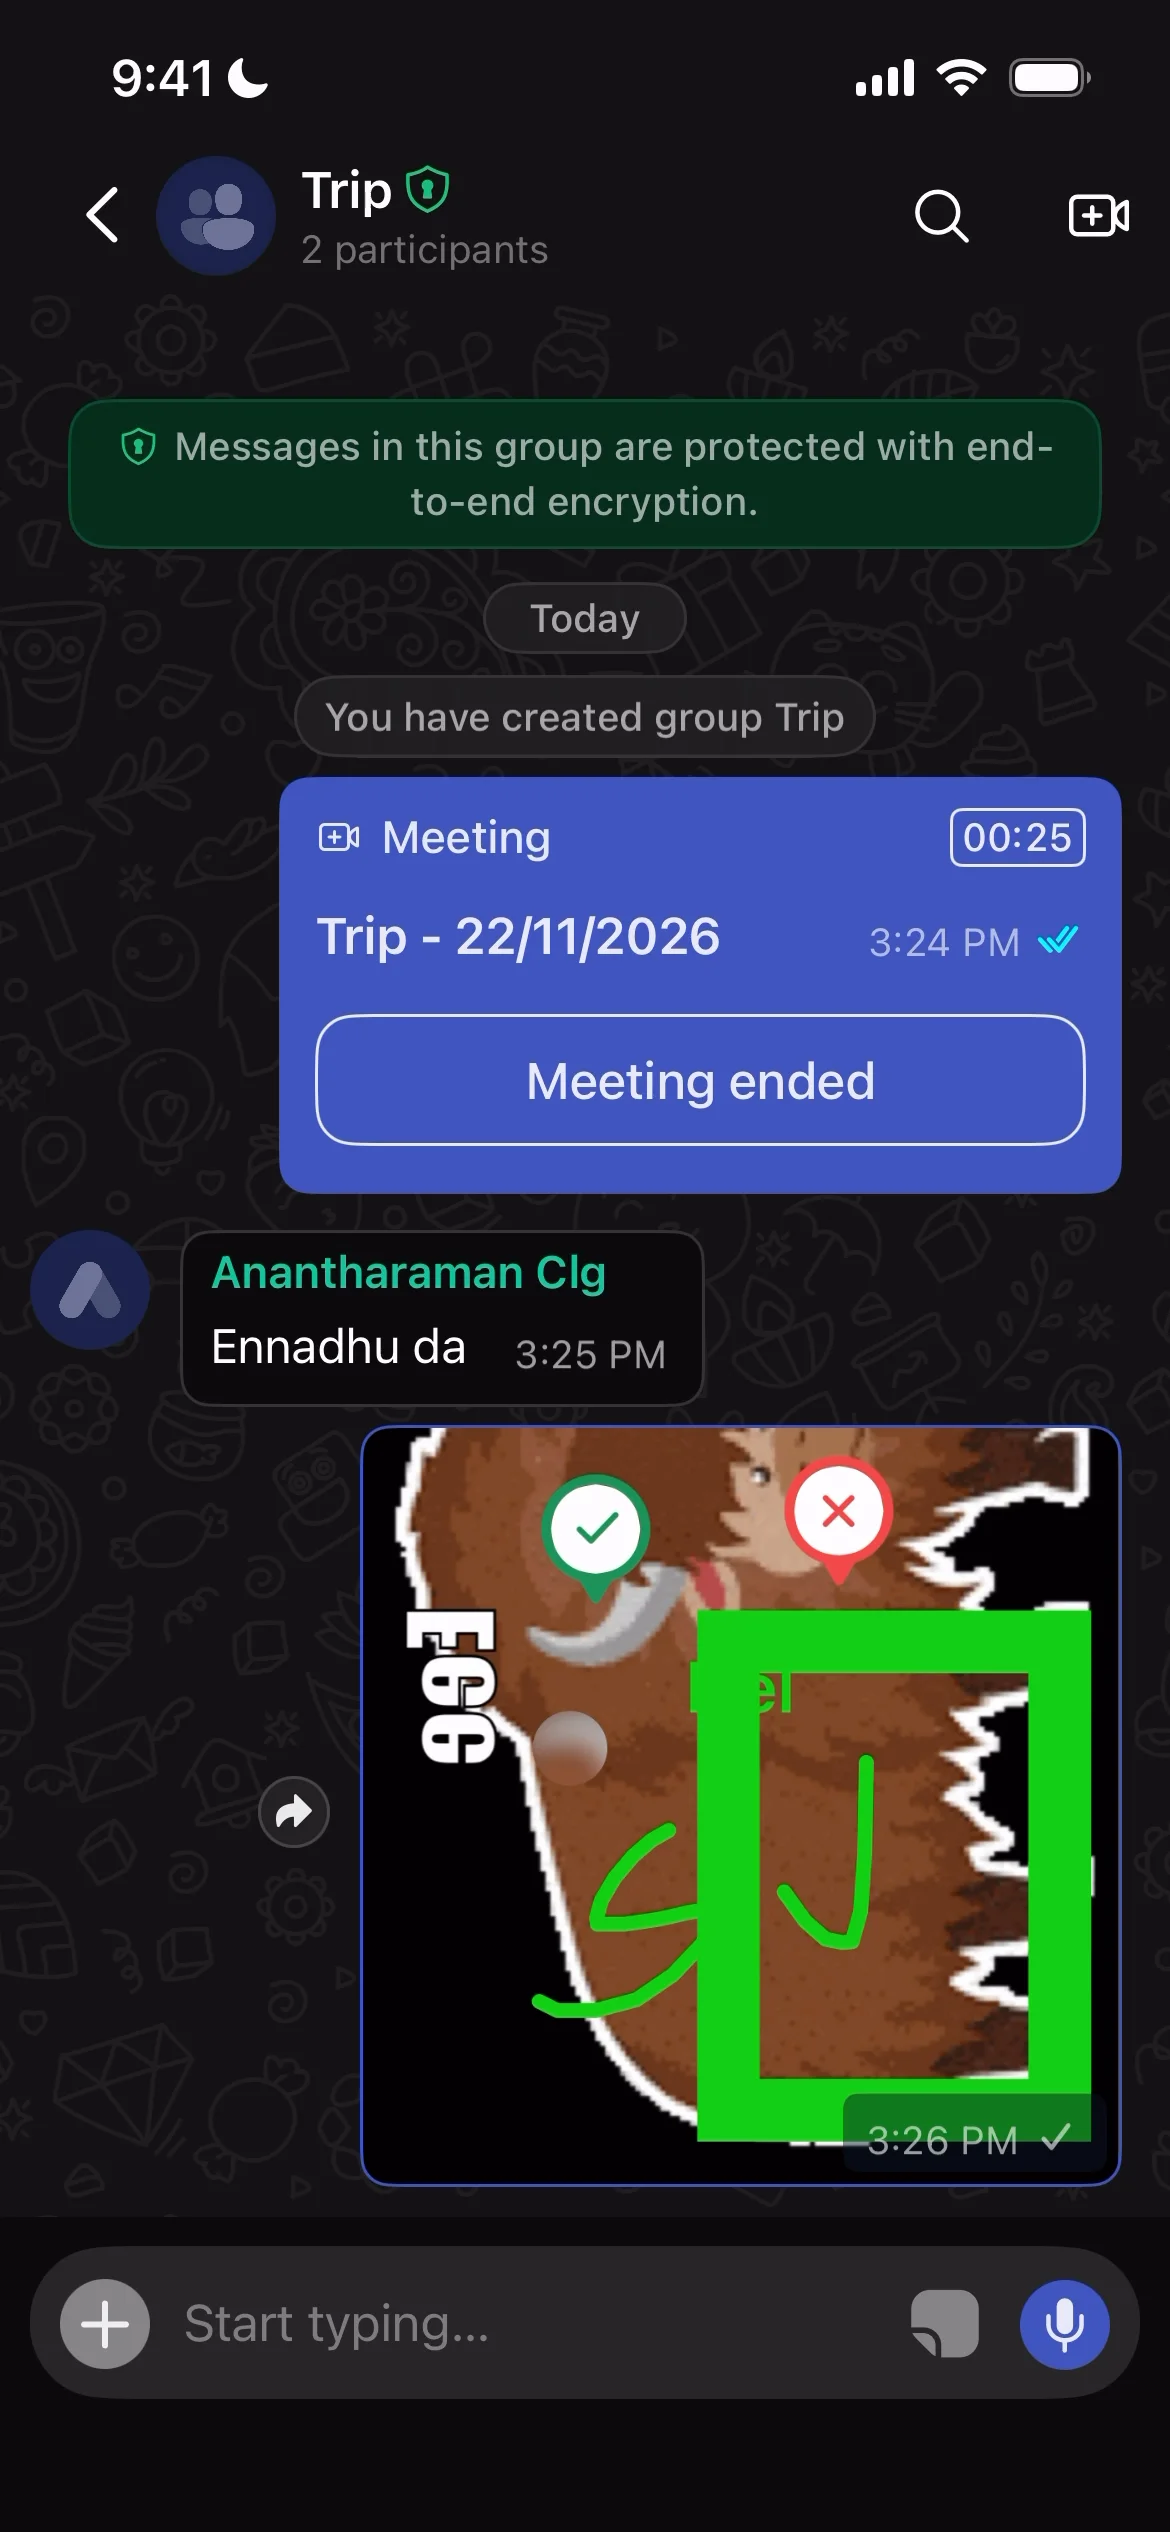 9:41
Trip
2 participants
Messages in this group are protected with end-
to-end encryption.
Today
You have created group Trip
Meeting
00:25
Trip - 22/11/2026
3:24 PM
Meeting ended
Anantharaman Clg
Ennadhu da
3:25 PM
EGG
3:26 PM
Start typing...